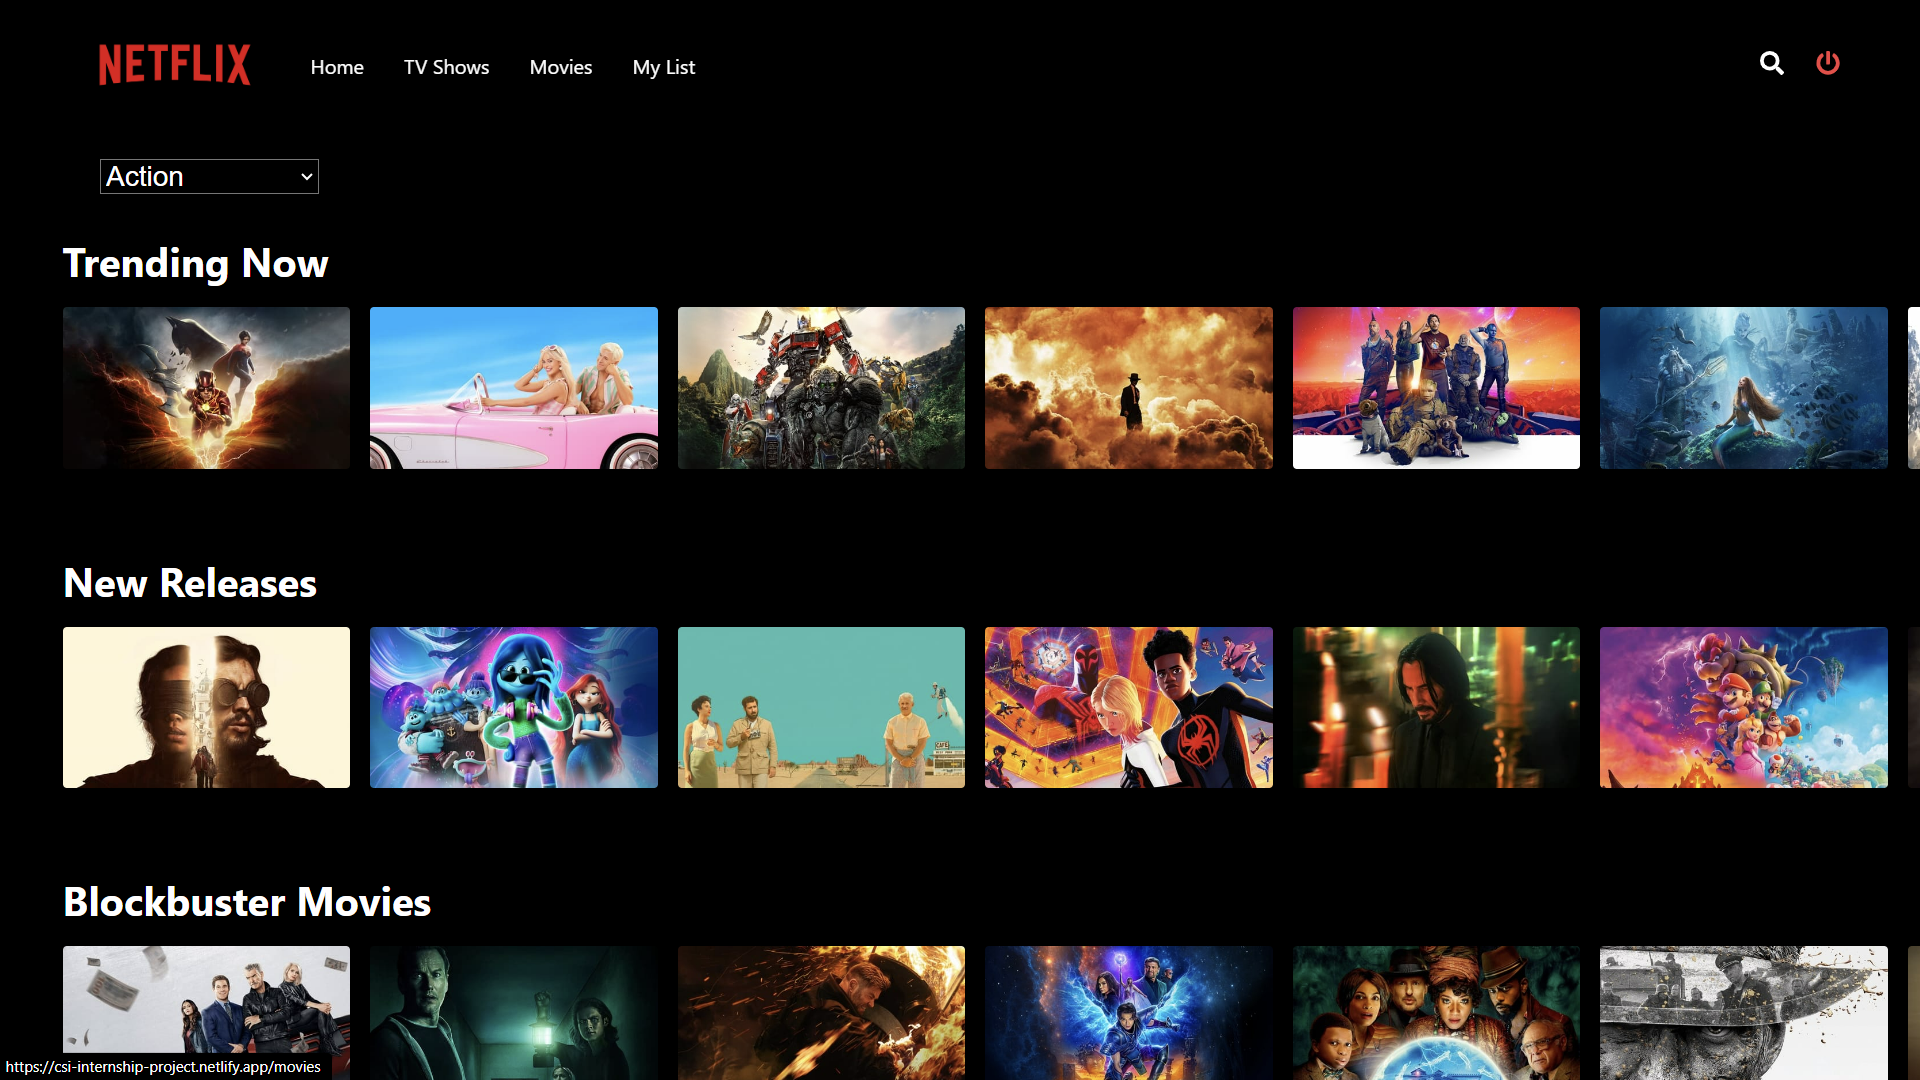 NETFLIX
Home
TV Shows
Movies
My List
Action
Trending Now
New Releases
CAFE
Blockbuster Movies
https://csi-internship-project.netlify.app/movies